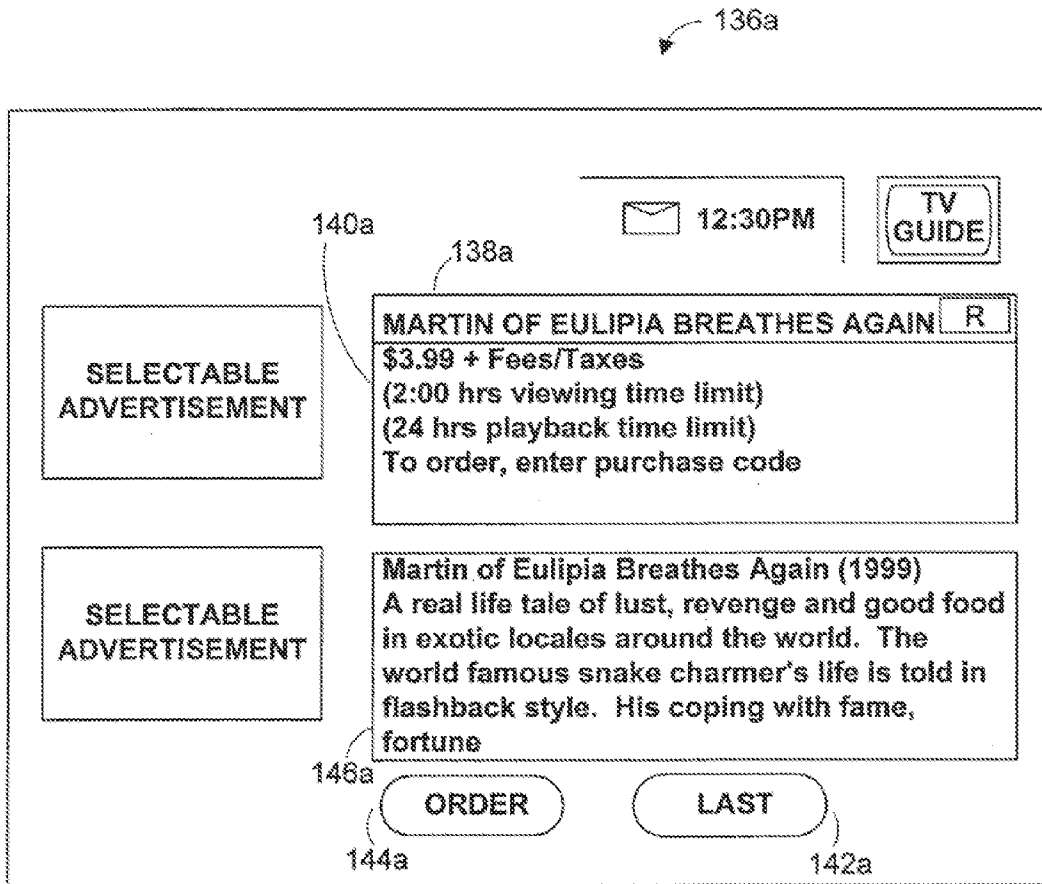 136a
12:30PM
TV
GUIDE
140a
138a
SELECTABLE
ADVERTISEMENT
MARTIN OF EULIPIA BREATHES AGAIN R
$3.99 + Fees/Taxes
(2:00 hrs viewing time limit)
(24 hrs playback time limit)
To order, enter purchase code
SELECTABLE
ADVERTISEMENT
Martin of Eulipia Breathes Again (1999)
A real life tale of lust, revenge and good food
in exotic locales around the world. The
world famous snake charmer's life is told in
flashback style. His coping with fame,
fortune
146a
ORDER
LAST
144a
142a